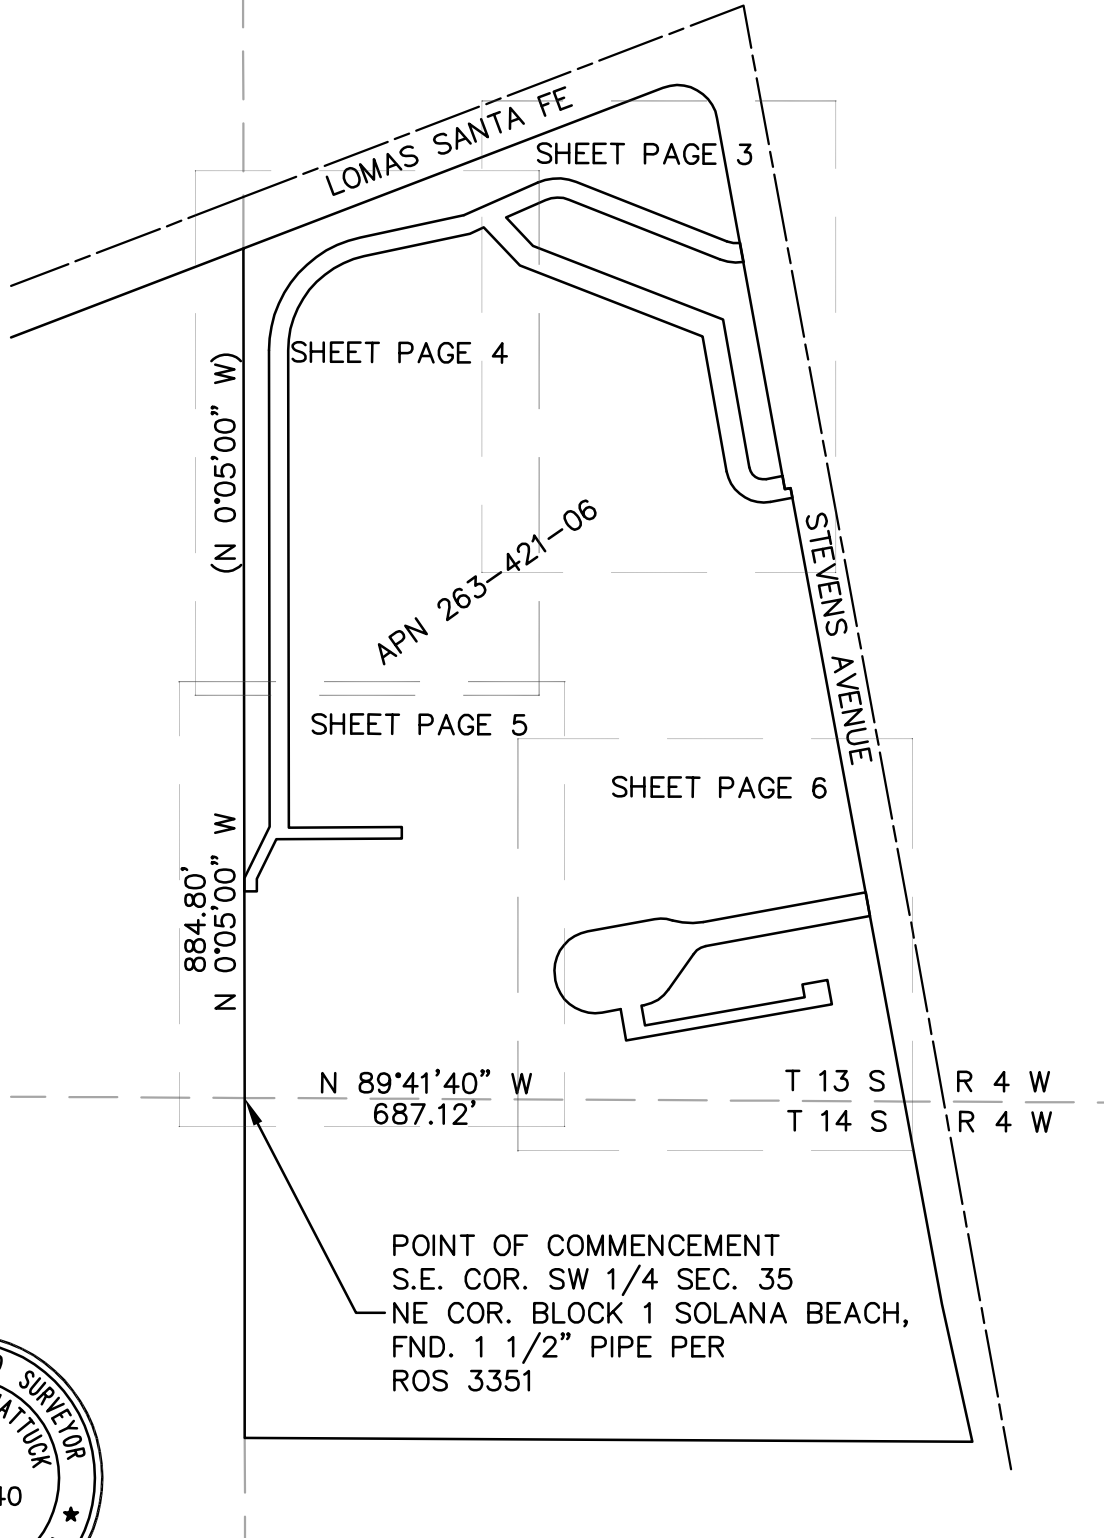 LOMAS SANTA FE
SHEET PAGE 3
SHEET PAGE 4
(N 0°05'00" W)
APN 263-421-06
STEVENS AVENUE
SHEET PAGE 5
SHEET PAGE 6
884.80'
N 0°05'00" W
N 89°41'40" W
687.12'
T 13 S R 4 W
T 14 S R 4 W
POINT OF COMMENCEMENT
S.E. COR. SW 1/4 SEC. 35
NE COR. BLOCK 1 SOLANA BEACH,
FND. 1 1/2" PIPE PER
ROS 3351
SURVEYOR
ATTUCK
40